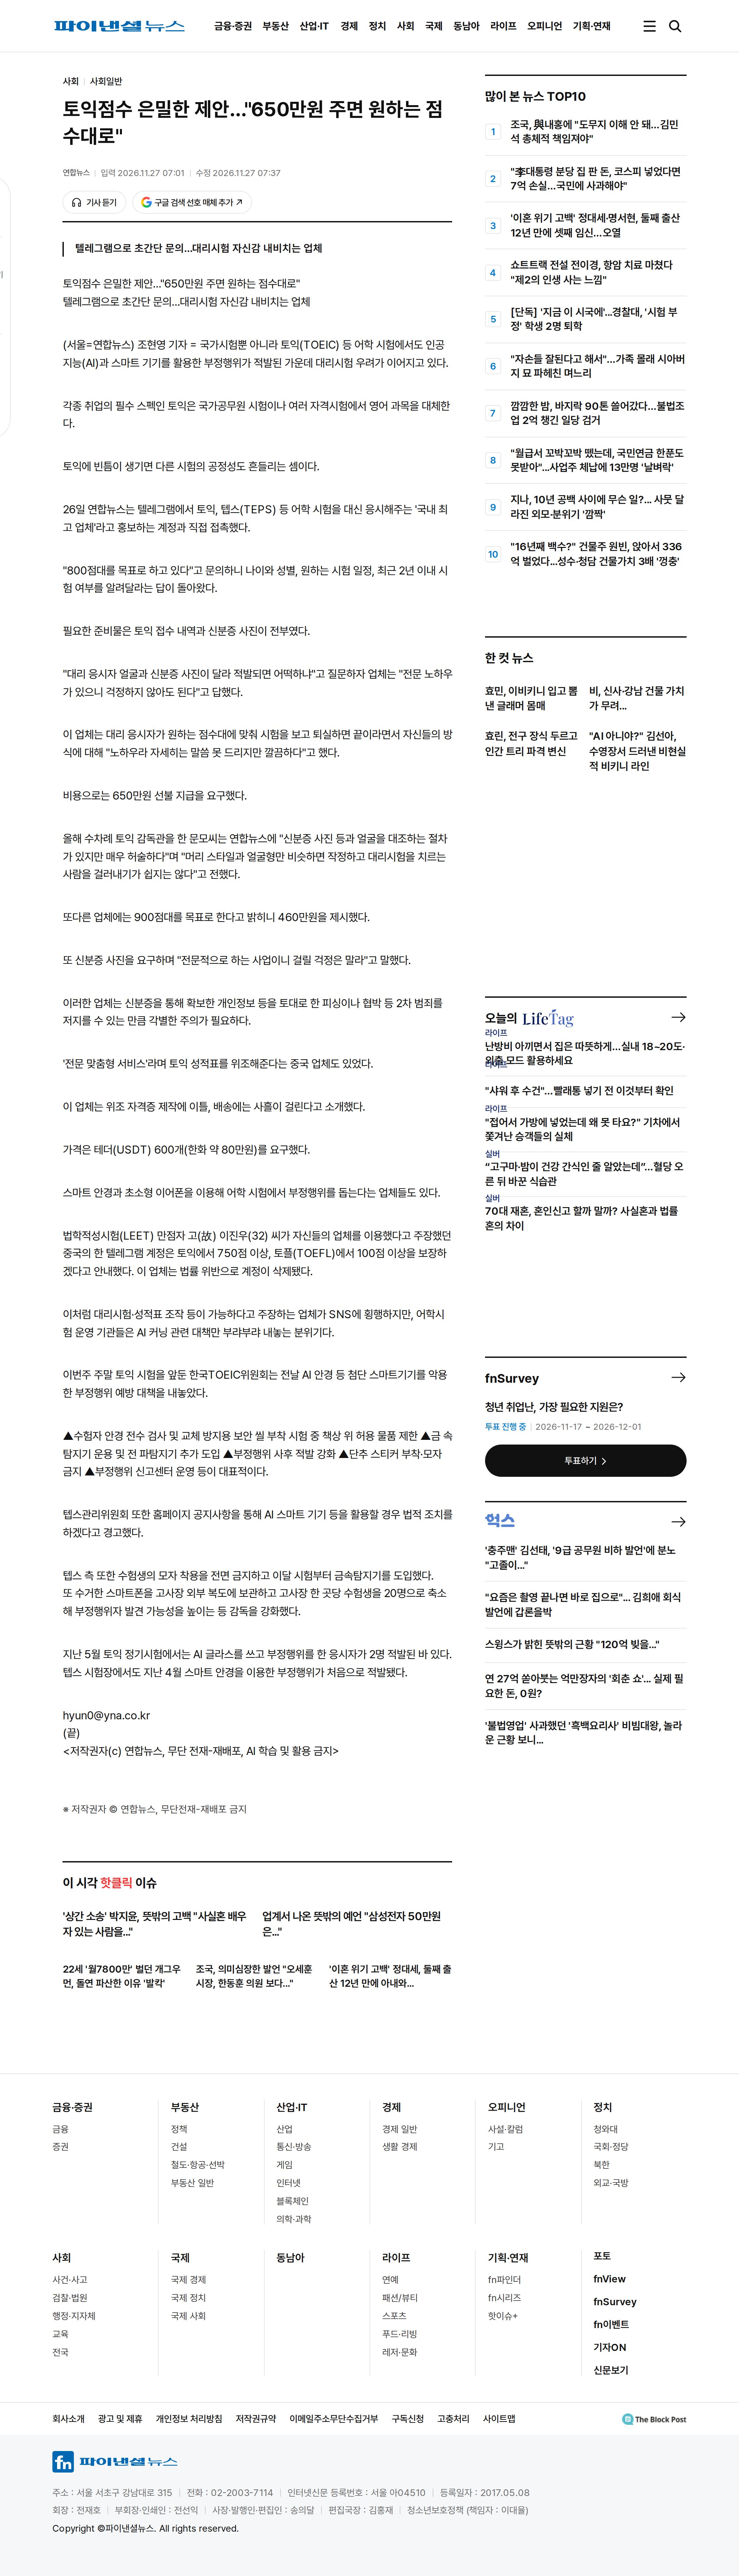 파이낸셜뉴스
금융·증권 부동산 산업·IT 경제 정치 사회 국제 동남아 라이프 오피니언 기획·연재
사회 | 사회일반
토익점수 은밀한 제안..."650만원 주면 원하는 점
수대로"
연합뉴스 | 입력 2026.11.27 07:01 | 수정 2026.11.27 07:37
기사 듣기
구글 검색 선호 매체 추가
텔레그램으로 초간단 문의...대리시험 자신감 내비치는 업체
토익점수 은밀한 제안..."650만원 주면 원하는 점수대로"
텔레그램으로 초간단 문의...대리시험 자신감 내비치는 업체
(서울=연합뉴스) 조현영 기자 = 국가시험뿐 아니라 토익(TOEIC) 등 어학 시험에서도 인공
지능(AI)과 스마트 기기를 활용한 부정행위가 적발된 가운데 대리시험 우려가 이어지고 있다.
각종 취업의 필수 스펙인 토익은 국가공무원 시험이나 여러 자격시험에서 영어 과목을 대체한
다.
토익에 빈틈이 생기면 다른 시험의 공정성도 흔들리는 셈이다.
26일 연합뉴스는 텔레그램에서 토익, 텝스(TEPS) 등 어학 시험을 대신 응시해주는 '국내 최
고 업체'라고 홍보하는 계정과 직접 접촉했다.
"800점대를 목표로 하고 있다"고 문의하니 나이와 성별, 원하는 시험 일정, 최근 2년 이내 시
험 여부를 알려달라는 답이 돌아왔다.
필요한 준비물은 토익 접수 내역과 신분증 사진이 전부였다.
"대리 응시자 얼굴과 신분증 사진이 달라 적발되면 어떡하냐"고 질문하자 업체는 "전문 노하우
가 있으니 걱정하지 않아도 된다"고 답했다.
이 업체는 대리 응시자가 원하는 점수대에 맞춰 시험을 보고 퇴실하면 끝이라면서 자신들의 방
식에 대해 "노하우라 자세히는 말씀 못 드리지만 깔끔하다"고 했다.
비용으로는 650만원 선불 지급을 요구했다.
올해 수차례 토익 감독관을 한 문모씨는 연합뉴스에 "신분증 사진 등과 얼굴을 대조하는 절차
가 있지만 매우 허술하다"며 "머리 스타일과 얼굴형만 비슷하면 작정하고 대리시험을 치르는
사람을 걸러내기가 쉽지는 않다"고 전했다.
또다른 업체에는 900점대를 목표로 한다고 밝히니 460만원을 제시했다.
또 신분증 사진을 요구하며 "전문적으로 하는 사업이니 걸릴 걱정은 말라"고 말했다.
이러한 업체는 신분증을 통해 확보한 개인정보 등을 토대로 한 피싱이나 협박 등 2차 범죄를
저지를 수 있는 만큼 각별한 주의가 필요하다.
'전문 맞춤형 서비스'라며 토익 성적표를 위조해준다는 중국 업체도 있었다.
이 업체는 위조 자격증 제작에 이틀, 배송에는 사흘이 걸린다고 소개했다.
가격은 테더(USDT) 600개(한화 약 80만원)를 요구했다.
스마트 안경과 초소형 이어폰을 이용해 어학 시험에서 부정행위를 돕는다는 업체들도 있다.
법학적성시험(LEET) 만점자 고(故) 이진우(32) 씨가 자신들의 업체를 이용했다고 주장했던
중국의 한 텔레그램 계정은 토익에서 750점 이상, 토플(TOEFL)에서 100점 이상을 보장하
겠다고 안내했다. 이 업체는 법률 위반으로 계정이 삭제됐다.
이처럼 대리시험·성적표 조작 등이 가능하다고 주장하는 업체가 SNS에 횡행하지만, 어학시
험 운영 기관들은 AI 커닝 관련 대책만 부랴부랴 내놓는 분위기다.
이번주 주말 토익 시험을 앞둔 한국TOEIC위원회는 전날 AI 안경 등 첨단 스마트기기를 악용
한 부정행위 예방 대책을 내놓았다.
▲수험자 안경 전수 검사 및 교체 방지용 보안 씰 부착 시험 중 책상 위 허용 물품 제한 ▲금 속
탐지기 운용 및 전 파탐지기 추가 도입 ▲부정행위 사후 적발 강화 ▲단추 스티커 부착·모자
금지 ▲부정행위 신고센터 운영 등이 대표적이다.
텝스관리위원회 또한 홈페이지 공지사항을 통해 AI 스마트 기기 등을 활용할 경우 법적 조치를
하겠다고 경고했다.
텝스 측 또한 수험생의 모자 착용을 전면 금지하고 이달 시험부터 금속탐지기를 도입했다.
또 수거한 스마트폰을 고사장 외부 복도에 보관하고 고사장 한 곳당 수험생을 20명으로 축소
해 부정행위자 발견 가능성을 높이는 등 감독을 강화했다.
지난 5월 토익 정기시험에서는 AI 글라스를 쓰고 부정행위를 한 응시자가 2명 적발된 바 있다.
텝스 시험장에서도 지난 4월 스마트 안경을 이용한 부정행위가 처음으로 적발됐다.
hyun0@yna.co.kr
(끝)
<저작권자(c) 연합뉴스, 무단 전재-재배포, AI 학습 및 활용 금지>
※ 저작권자 ⓒ 연합뉴스, 무단전재-재배포 금지
이 시각 핫클릭 이슈
'상간 소송' 박지윤, 뜻밖의 고백 "사실혼 배우
자 있는 사람을..."
업계서 나온 뜻밖의 예언 "삼성전자 50만원
은..."
22세 '월7800만' 벌던 개그우
먼, 돌연 파산한 이유 '발칵'
조국, 의미심장한 발언 "오세훈
시장, 한동훈 의원 보다..."
'이혼 위기 고백' 정대세, 둘째 출
산 12년 만에 아내와...
많이 본 뉴스 TOP10
1 조국, 與내홍에 "도무지 이해 안 돼...김민
석 총체적 책임져야"
2 "李대통령 분당 집 판 돈, 코스피 넣었다면
7억 손실...국민에 사과해야"
3 '이혼 위기 고백' 정대세·명서현, 둘째 출산
12년 만에 셋째 임신...오열
4 쇼트트랙 전설 전이경, 항암 치료 마쳤다
"제2의 인생 사는 느낌"
5 [단독] '지금 이 시국에'...경찰대, '시험 부
정' 학생 2명 퇴학
6 "자손들 잘된다고 해서"...가족 몰래 시아버
지 묘 파헤친 며느리
7 깜깜한 밤, 바지락 90톤 쓸어갔다...불법조
업 2억 챙긴 일당 검거
8 "월급서 꼬박꼬박 뗐는데, 국민연금 한푼도
못받아"...사업주 체납에 13만명 '날벼락'
9 지나, 10년 공백 사이에 무슨 일?... 사뭇 달
라진 외모·분위기 '깜짝'
10 "16년째 백수?" 건물주 원빈, 앉아서 336
억 벌었다...성수·청담 건물가치 3배 '껑충'
한 컷 뉴스
효민, 이비키니 입고 뽐
낸 글래머 몸매
비, 신사·강남 건물 가치
가 무려...
효린, 전구 장식 두르고
인간 트리 파격 변신
"AI 아니야?" 김선아,
수영장서 드러낸 비현실
적 비키니 라인
오늘의 LifeTag
라이프
난방비 아끼면서 집은 따뜻하게...실내 18~20도·
외출 모드 활용하세요
라이프
"샤워 후 수건"...빨래통 넣기 전 이것부터 확인
라이프
"접어서 가방에 넣었는데 왜 못 타요?" 기차에서
쫓겨난 승객들의 실체
실버
“고구마·밤이 건강 간식인 줄 알았는데”...혈당 오
른 뒤 바꾼 식습관
실버
70대 재혼, 혼인신고 할까 말까? 사실혼과 법률
혼의 차이
fnSurvey
청년 취업난, 가장 필요한 지원은?
투표 진행 중 | 2026-11-17 ~ 2026-12-01
투표하기
억스
'충주맨' 김선태, '9급 공무원 비하 발언'에 분노
"고졸이..."
"요즘은 촬영 끝나면 바로 집으로"... 김희애 회식
발언에 갑론을박
스윙스가 밝힌 뜻밖의 근황 "120억 빚을..."
연 27억 쏟아붓는 억만장자의 '회춘 쇼'... 실제 필
요한 돈, 0원?
'불법영업' 사과했던 '흑백요리사' 비빔대왕, 놀라
운 근황 보니...
금융·증권
금융
증권
부동산
정책
건설
철도·항공·선박
부동산 일반
산업·IT
산업
통신·방송
게임
인터넷
블록체인
의학·과학
경제
경제 일반
생활 경제
오피니언
사설·칼럼
기고
정치
청와대
국회·정당
북한
외교·국방
사회
사건·사고
검찰·법원
행정·지자체
교육
전국
국제
국제 경제
국제 정치
국제 사회
동남아
라이프
연예
패션/뷰티
스포츠
푸드·리빙
레저·문화
기획·연재
fn파인더
fn시리즈
핫이슈+
포토
fnView
fnSurvey
fn이벤트
기자ON
신문보기
회사소개 광고 및 제휴 개인정보 처리방침 저작권규약 이메일주소무단수집거부 구독신청 고충처리 사이트맵
The Block Post
fn 파이낸셜뉴스
주소 : 서울 서초구 강남대로 315 | 전화 : 02-2003-7114 | 인터넷신문 등록번호 : 서울 아04510 | 등록일자 : 2017.05.08
회장 : 전재호 | 부회장·인쇄인 : 전선익 | 사장·발행인·편집인 : 송의달 | 편집국장 : 김홍재 | 청소년보호정책 (책임자 : 이대율)
Copyright ©파이낸셜뉴스. All rights reserved.